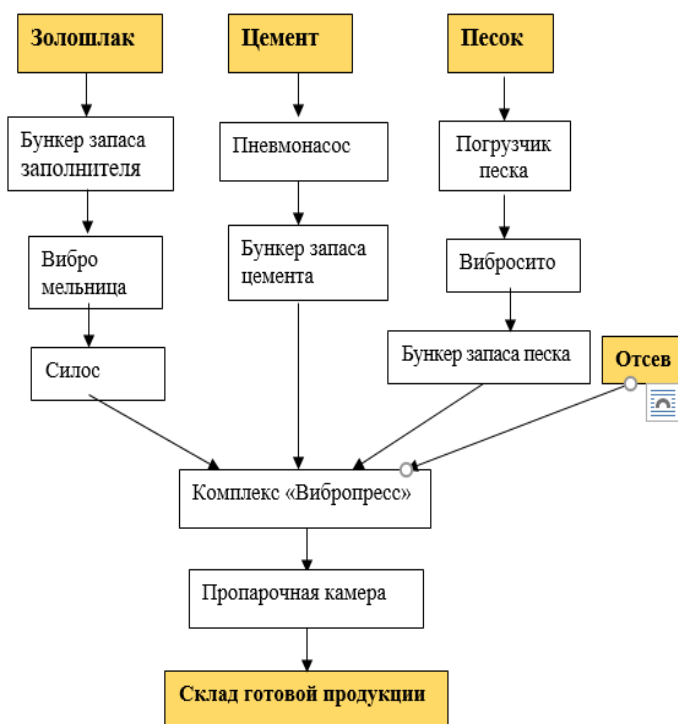 Золошлак
Цемент
Песок
Бункер запаса
заполнителя
Пневмонасос
Погрузчик
песка
Вибро
мельница
Бункер запаса
цемента
Вибросито
Силос
Бункер запаса песка
Отсев
Комплекс «Вибропресс»
Пропарочная камера
Склад готовой продукции